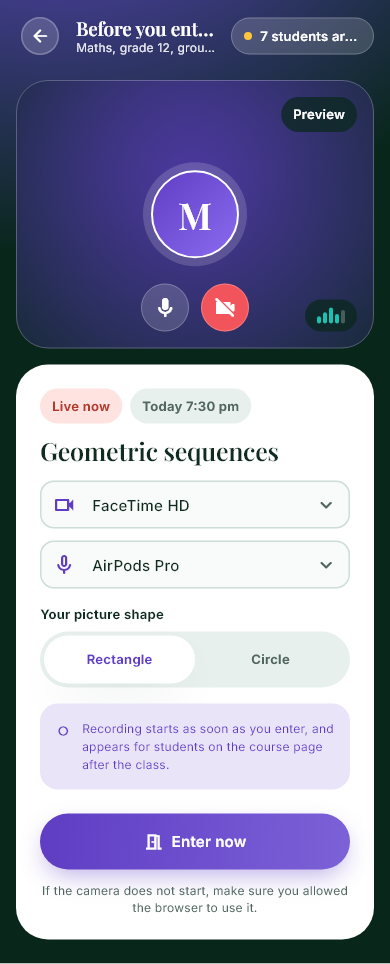 Before you ent...
Maths, grade 12, grou...
7 students ar...
Preview
M
Live now
Today 7:30 pm
Geometric sequences
FaceTime HD
AirPods Pro
Your picture shape
Rectangle
Circle
Recording starts as soon as you enter, and
appears for students on the course page
after the class.
Enter now
If the camera does not start, make sure you allowed
the browser to use it.